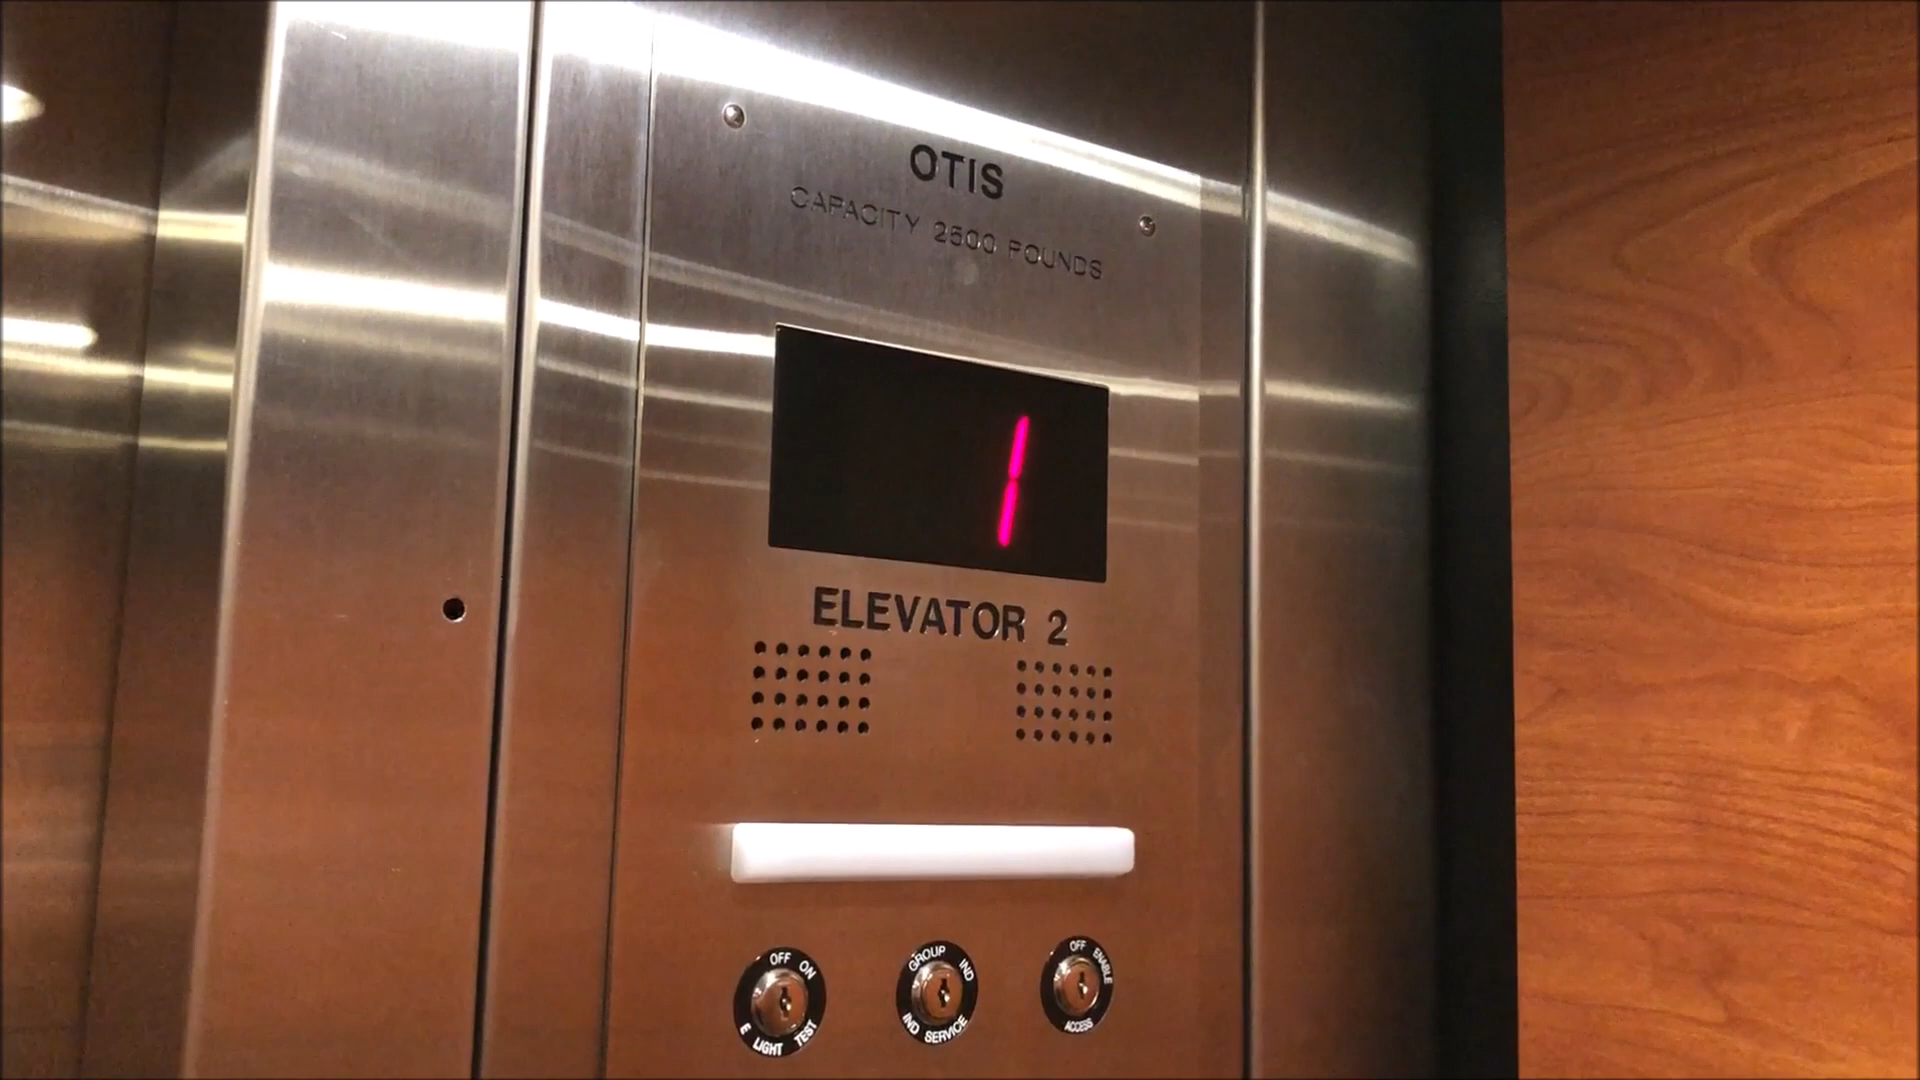 OTIS
CAPACITY 2500 POUNDS
1
ELEVATOR 2
OFF ON
E LIGHT TEST
GROUP IND
IND SERVICE
OFF ENABLE
ACCESS